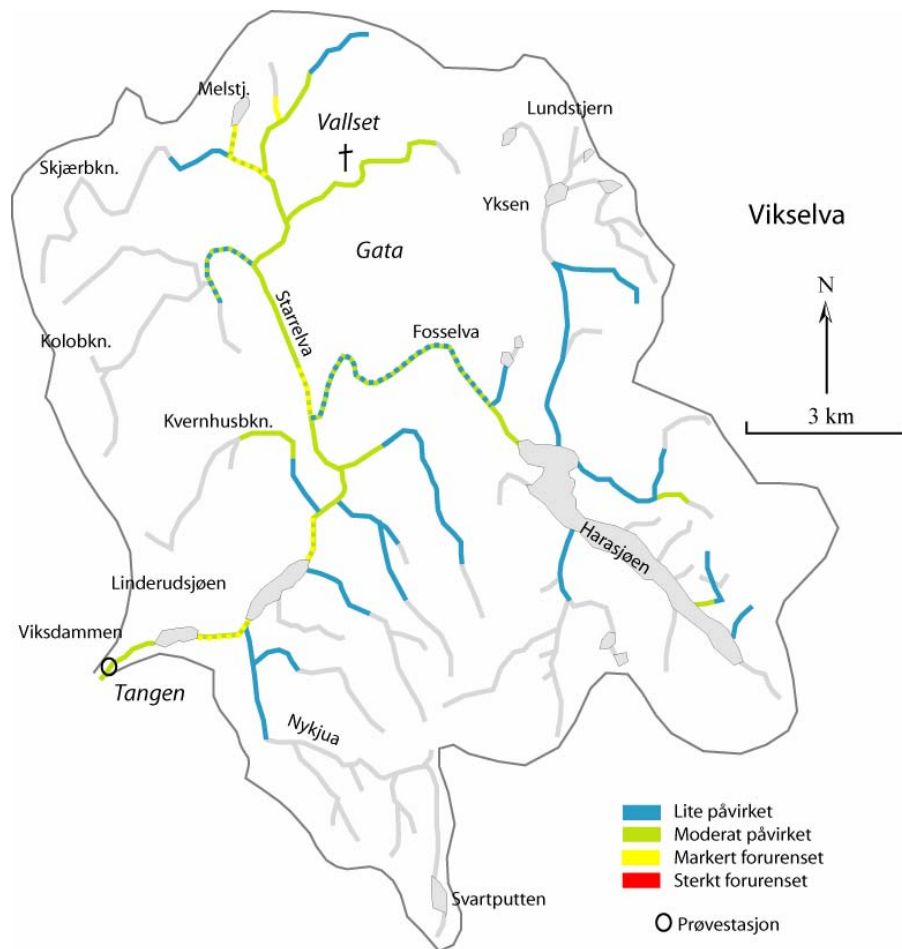 Melstj.
Vallset
Lundstjern
Skjærbkn.
Yksen
Vikselva
Gata
N
Starrelva
Fosselva
Kolobkn.
3 km
Kvernhusbkn.
Harasjøen
Linderudsjøen
Viksdammen
Tangen
Nykjua
Svartputten
Lite påvirket
Moderat påvirket
Markert forurenset
Sterkt forurenset
Prøvestasjon